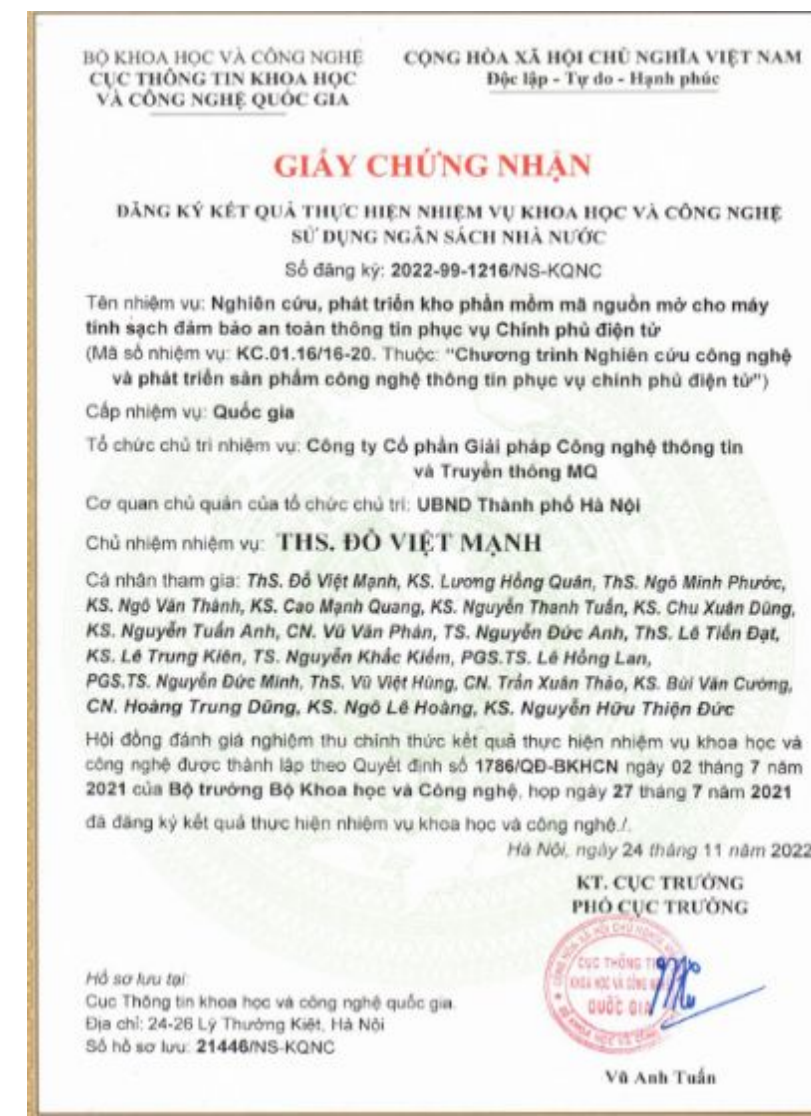 BỘ KHOA HỌC VÀ CÔNG NGHỆ
CỤC THÔNG TIN KHOA HỌC
VÀ CÔNG NGHỆ QUỐC GIA
CỘNG HÒA XÃ HỘI CHỦ NGHĨA VIỆT NAM
Độc lập - Tự do - Hạnh phúc
GIẤY CHỨNG NHẬN
ĐĂNG KÝ KẾT QUẢ THỰC HIỆN NHIỆM VỤ KHOA HỌC VÀ CÔNG NGHỆ
SỬ DỤNG NGÂN SÁCH NHÀ NƯỚC
Số đăng ký: 2022-99-1216/NS-KQNC
Tên nhiệm vụ: Nghiên cứu, phát triển kho phần mềm mã nguồn mở cho máy
tính sạch đảm bảo an toàn thông tin phục vụ Chính phủ điện tử
(Mã số nhiệm vụ: KC.01.16/16-20. Thuộc: “Chương trình Nghiên cứu công nghệ
và phát triển sản phẩm công nghệ thông tin phục vụ chính phủ điện tử”)
Cấp nhiệm vụ: Quốc gia
Tổ chức chủ trì nhiệm vụ: Công ty Cổ phần Giải pháp Công nghệ thông tin
và Truyền thông MQ
Cơ quan chủ quản của tổ chức chủ trì: UBND Thành phố Hà Nội
Chủ nhiệm nhiệm vụ: THS. ĐỖ VIỆT MẠNH
Cá nhân tham gia: ThS. Đỗ Việt Mạnh, KS. Lương Hồng Quân, ThS. Ngô Minh Phước,
KS. Ngô Văn Thành, KS. Cao Mạnh Quang, KS. Nguyễn Thanh Tuấn, KS. Chu Xuân Dũng,
KS. Nguyễn Tuấn Anh, CN. Vũ Văn Phán, TS. Nguyễn Đức Anh, ThS. Lê Tiến Đạt,
KS. Lê Trung Kiên, TS. Nguyễn Khắc Kiểm, PGS.TS. Lê Hồng Lan,
PGS.TS. Nguyễn Đức Minh, ThS. Vũ Việt Hùng, CN. Trần Xuân Thảo, KS. Bùi Văn Cường,
CN. Hoàng Trung Dũng, KS. Ngô Lê Hoàng, KS. Nguyễn Hữu Thiện Đức
Hội đồng đánh giá nghiệm thu chính thức kết quả thực hiện nhiệm vụ khoa học và
công nghệ được thành lập theo Quyết định số 1786/QĐ-BKHCN ngày 02 tháng 7 năm
2021 của Bộ trưởng Bộ Khoa học và Công nghệ, họp ngày 27 tháng 7 năm 2021
đã đăng ký kết quả thực hiện nhiệm vụ khoa học và công nghệ./.
Hà Nội, ngày 24 tháng 11 năm 2022
KT. CỤC TRƯỞNG
PHÓ CỤC TRƯỞNG
CỤC THÔNG
KHOA HỌC VÀ CÔNG
QUỐC GIA
Hồ sơ lưu tại:
Cục Thông tin khoa học và công nghệ quốc gia.
Địa chỉ: 24-26 Lý Thường Kiệt, Hà Nội
Số hồ sơ lưu: 21446/NS-KQNC
Vũ Anh Tuấn